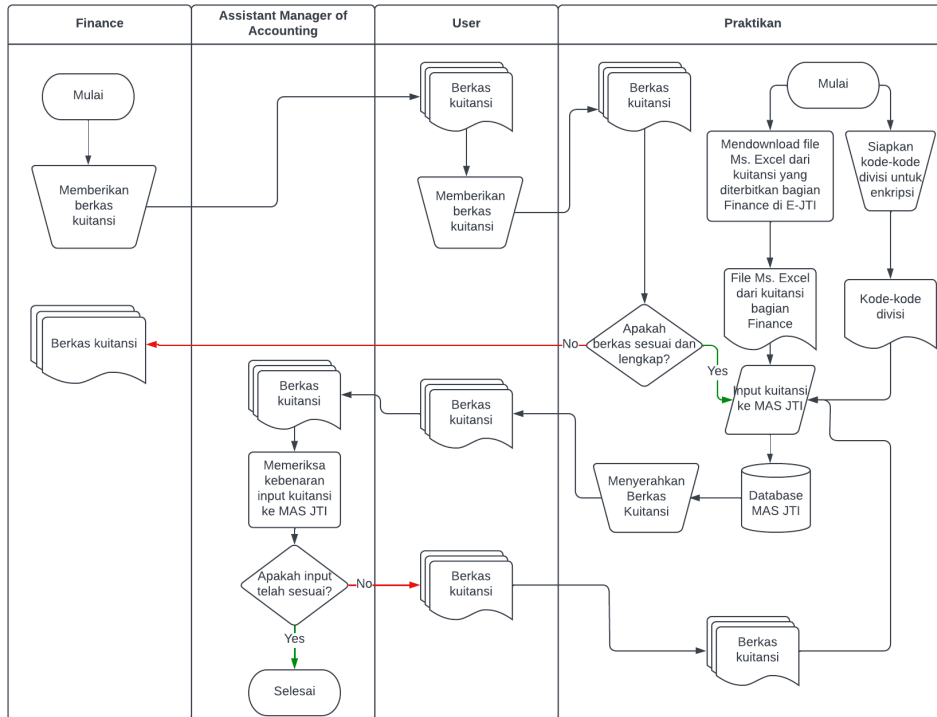 Finance
Assistant Manager of
Accounting
User
Praktikan
Mulai
Memberikan
berkas
kuitansi
Berkas kuitansi
Berkas
kuitansi
Memeriksa
kebenaran
input kuitansi
ke MAS JTI
Apakah input
telah sesuai?
No
Yes
Selesai
Berkas
kuitansi
Memberikan
berkas
kuitansi
Berkas
kuitansi
Berkas
kuitansi
Berkas
kuitansi
Apakah
berkas sesuai dan
lengkap?
No
Yes
Mulai
Mendownload file
Ms. Excel dari
kuitansi yang
diterbitkan bagian
Finance di E-JTI
Siapkan
kode-kode
divisi untuk
enkripsi
File Ms. Excel
dari kuitansi
bagian
Finance
Kode-kode
divisi
Input kuitansi
ke MAS JTI
Database
MAS JTI
Menyerahkan
Berkas
Kuitansi
Berkas
kuitansi